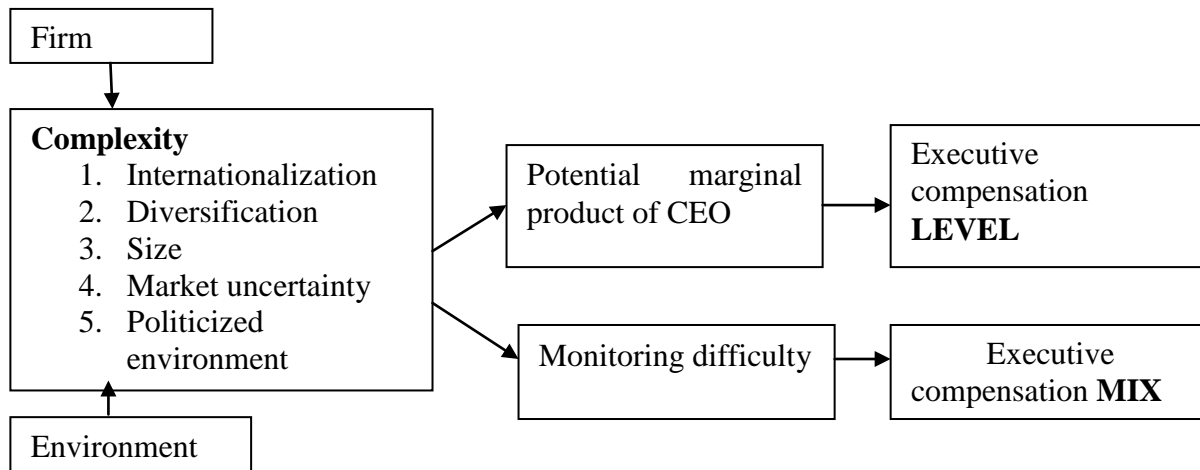 Firm
Complexity
1. Internationalization
2. Diversification
3. Size
4. Market uncertainty
5. Politicized
environment
Environment
Potential marginal
product of CEO
Monitoring difficulty
Executive
compensation
LEVEL
Executive
compensation MIX